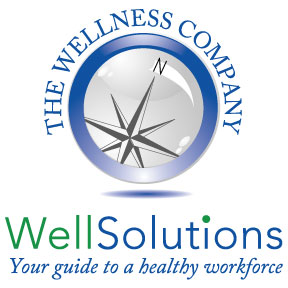 THE WELLNESS COMPANY
N
WellSolutions
Your guide to a healthy workforce